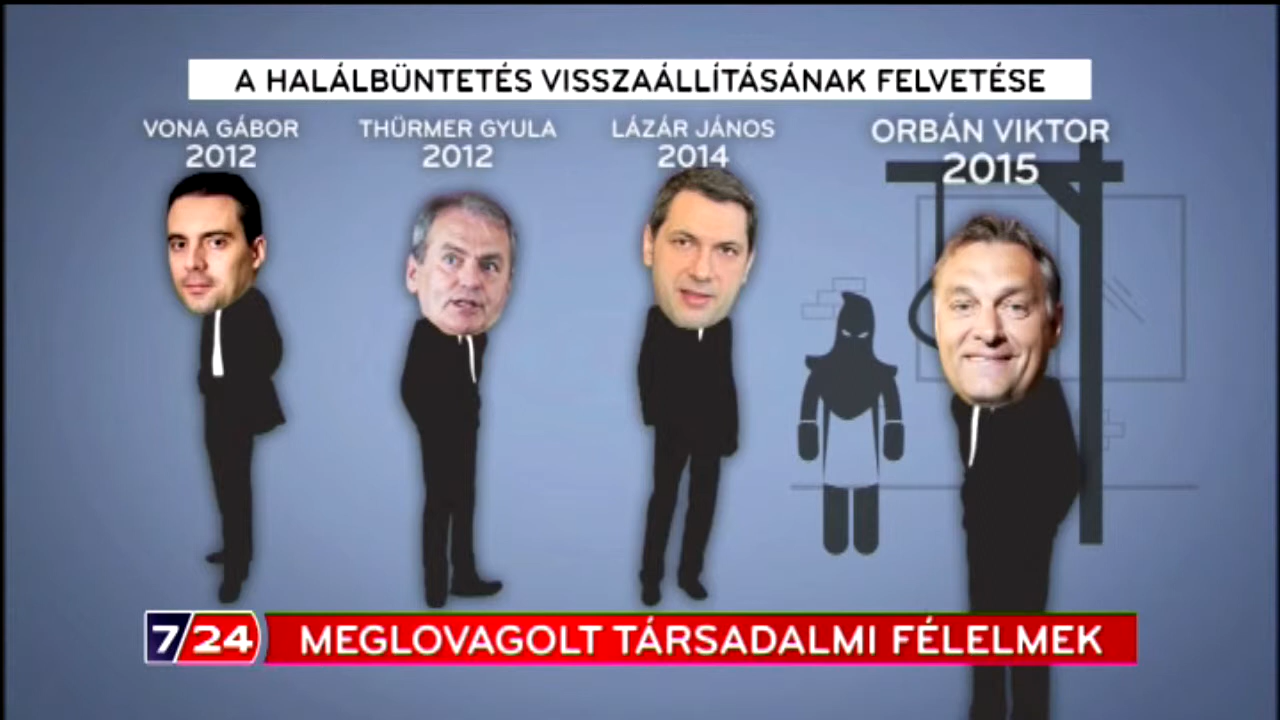 A HALÁLBÜNTETÉS VISSZAÁLLÍTÁSÁNAK FELVETÉSE
VONA GÁBOR
2012
THÜRMER GYULA
2012
LÁZÁR JÁNOS
2014
ORBÁN VIKTOR
2015
7/24 MEGLOVAGOLT TÁRSADALMI FÉLELMEK